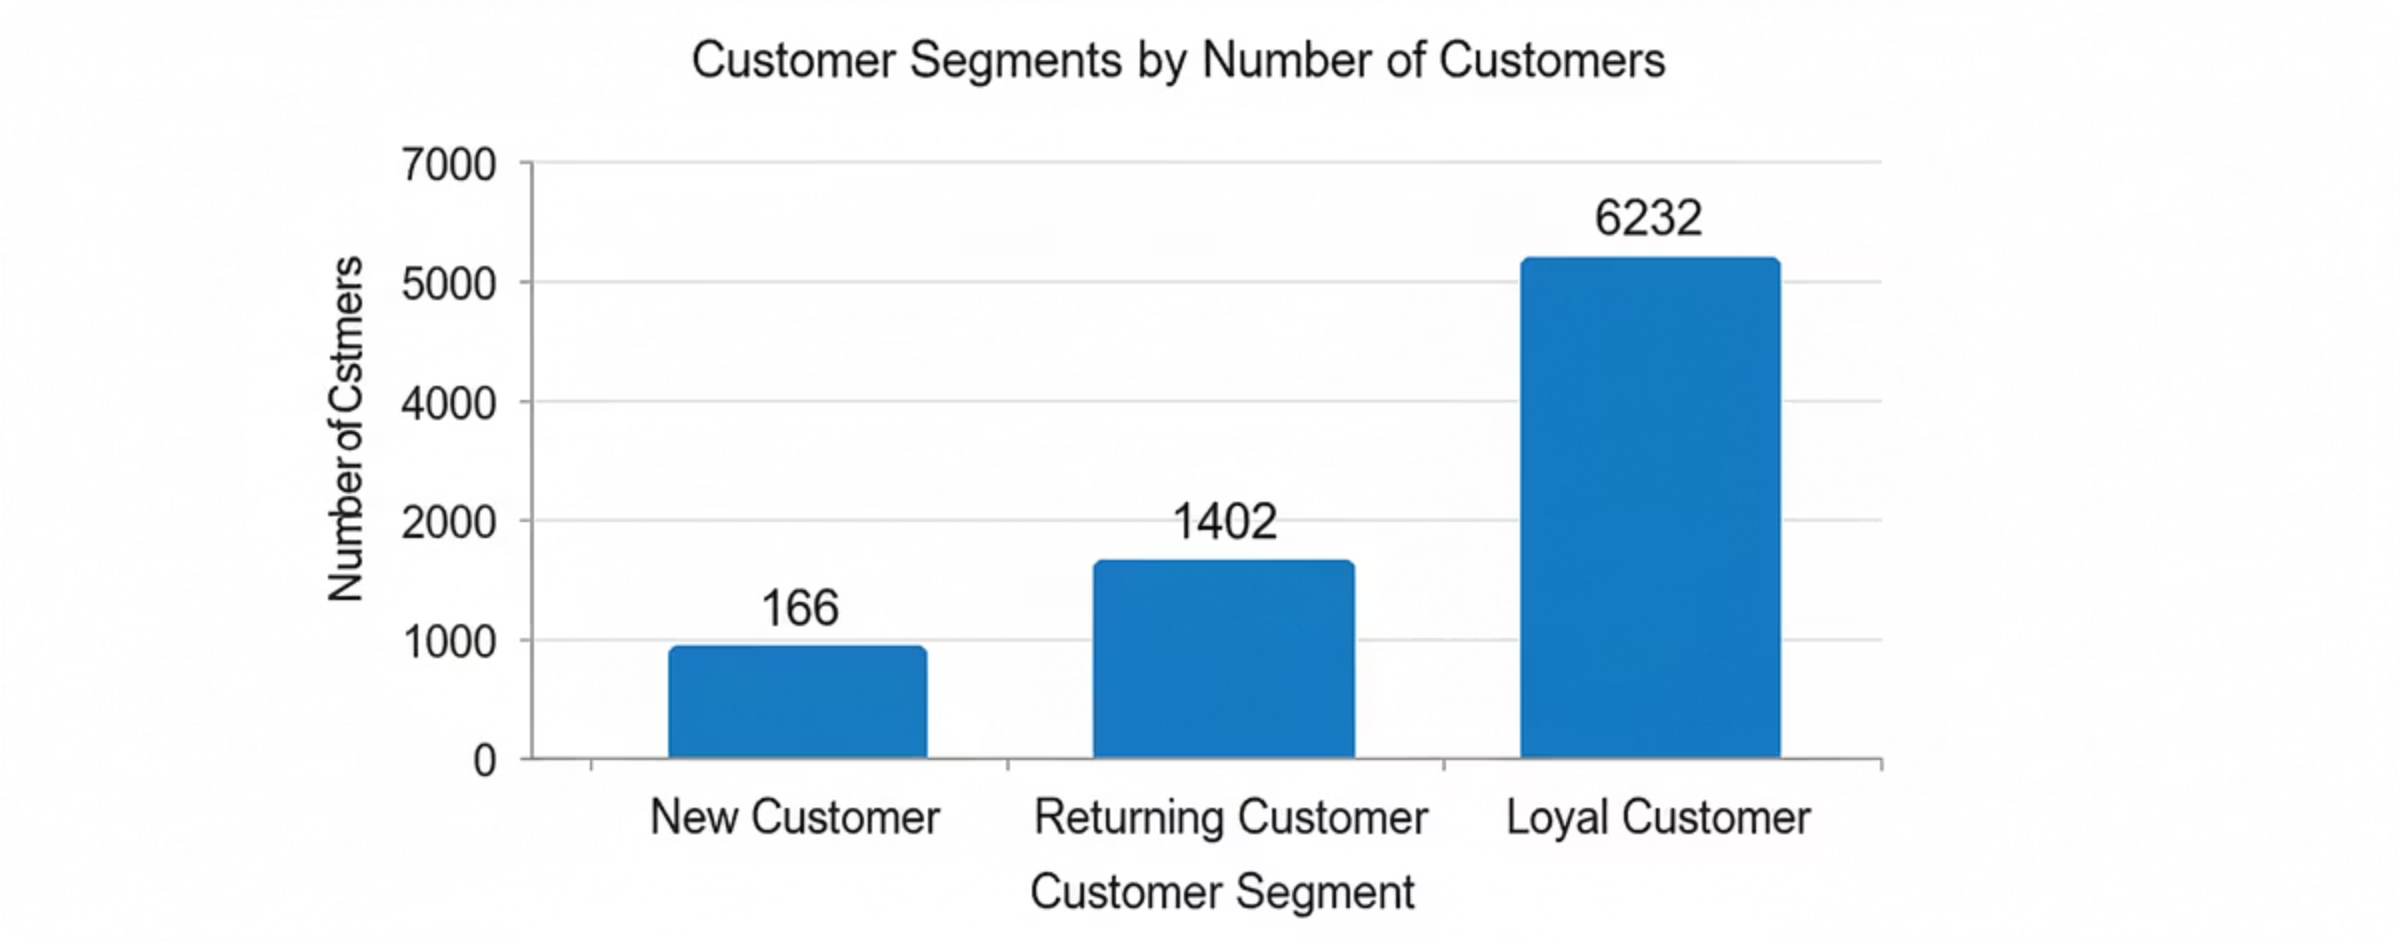 Customer Segments by Number of Customers
7000
5000
4000
2000
1000
0
Number of Cstmers
166
1402
6232
New Customer
Returning Customer
Loyal Customer
Customer Segment